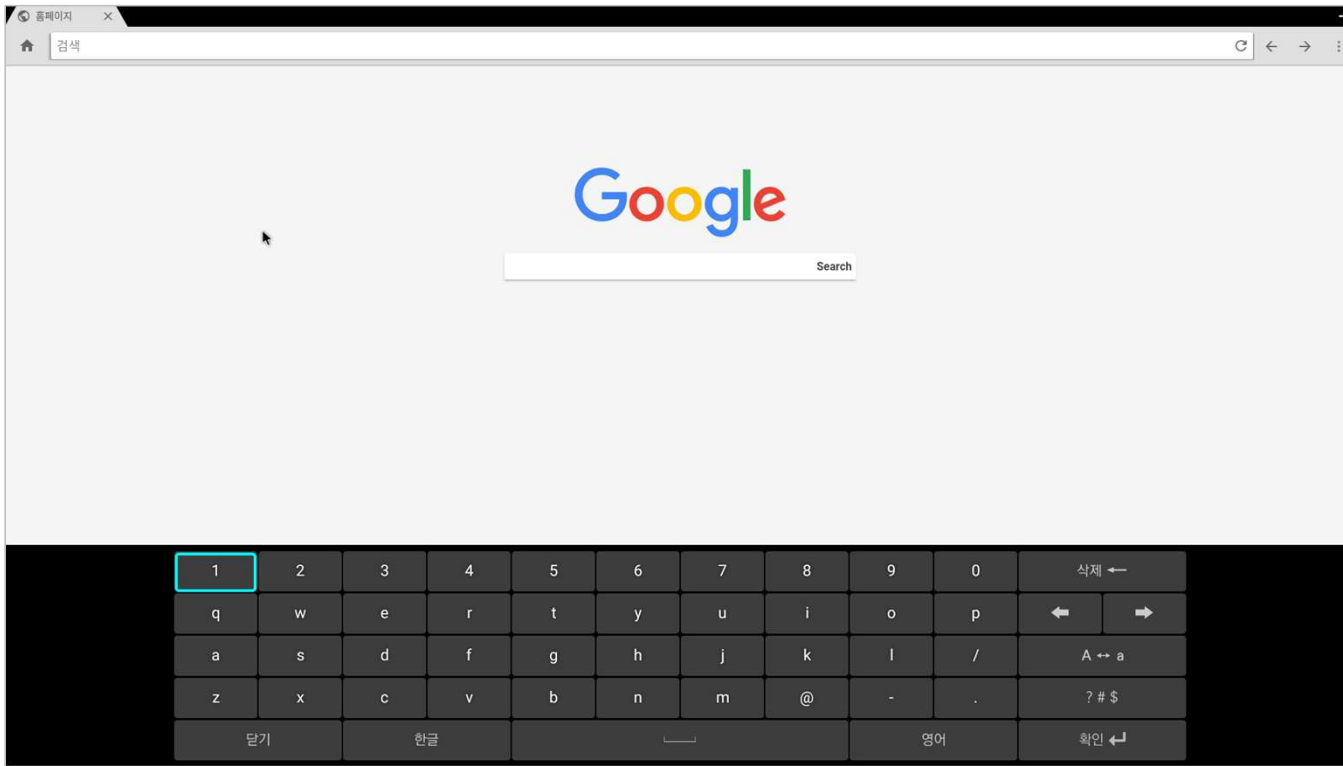 홈페이지
검색
Google
Search
1 2 3 4 5 6 7 8 9 0 삭제
q w e r t y u i o p
a s d f g h j k l / A ↔ a
z x c v b n m @ - . ? # $
닫기 한글 영어 확인